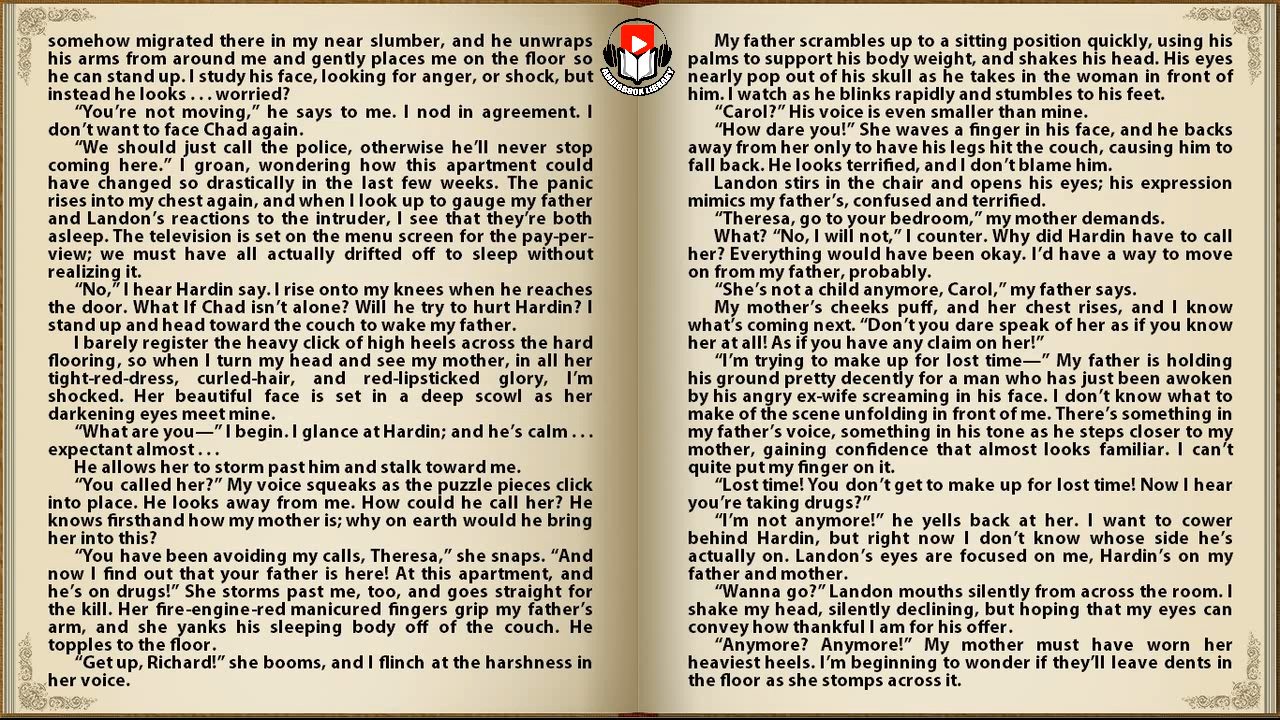 somehow migrated there in my near slumber, and he unwraps
his arms from around me and gently places me on the floor so
he can stand up. I study his face, looking for anger, or shock, but
instead he looks . . . worried?
“You’re not moving,” he says to me. I nod in agreement. I
don’t want to face Chad again.
“We should just call the police, otherwise he’ll never stop
coming here.” I groan, wondering how this apartment could
have changed so drastically in the last few weeks. The panic
rises into my chest again, and when I look up to gauge my father
and Landon’s reactions to the intruder, I see that they’re both
asleep. The television is set on the menu screen for the pay-per-
view; we must have all actually drifted off to sleep without
realizing it.
“No,” I hear Hardin say. I rise onto my knees when he reaches
the door. What If Chad isn’t alone? Will he try to hurt Hardin? I
stand up and head toward the couch to wake my father.
I barely register the heavy click of high heels across the hard
flooring, so when I turn my head and see my mother, in all her
tight-red-dress, curled-hair, and red-lipsticked glory, I’m
shocked. Her beautiful face is set in a deep scowl as her
darkening eyes meet mine.
“What are you—” I begin. I glance at Hardin; and he’s calm . . .
expectant almost . . .
He allows her to storm past him and stalk toward me.
“You called her?” My voice squeaks as the puzzle pieces click
into place. He looks away from me. How could he call her? He
knows firsthand how my mother is; why on earth would he bring
her into this?
“You have been avoiding my calls, Theresa,” she snaps. “And
now I find out that your father is here! At this apartment, and
he’s on drugs!” She storms past me, too, and goes straight for
the kill. Her fire-engine-red manicured fingers grip my father’s
arm, and she yanks his sleeping body off of the couch. He
topples to the floor.
“Get up, Richard!” she booms, and I flinch at the harshness in
her voice.
AUDIOBOOK LIBRARY
My father scrambles up to a sitting position quickly, using his
palms to support his body weight, and shakes his head. His eyes
nearly pop out of his skull as he takes in the woman in front of
him. I watch as he blinks rapidly and stumbles to his feet.
“Carol?” His voice is even smaller than mine.
“How dare you!” She waves a finger in his face, and he backs
away from her only to have his legs hit the couch, causing him to
fall back. He looks terrified, and I don’t blame him.
Landon stirs in the chair and opens his eyes; his expression
mimics my father’s, confused and terrified.
“Theresa, go to your bedroom,” my mother demands.
What? “No, I will not,” I counter. Why did Hardin have to call
her? Everything would have been okay. I’d have a way to move
on from my father, probably.
“She’s not a child anymore, Carol,” my father says.
My mother’s cheeks puff, and her chest rises, and I know
what’s coming next. “Don’t you dare speak of her as if you know
her at all! As if you have any claim on her!”
“I’m trying to make up for lost time—” My father is holding
his ground pretty decently for a man who has just been awoken
by his angry ex-wife screaming in his face. I don’t know what to
make of the scene unfolding in front of me. There’s something in
my father’s voice, something in his tone as he steps closer to my
mother, gaining confidence that almost looks familiar. I can’t
quite put my finger on it.
“Lost time! You don’t get to make up for lost time! Now I hear
you’re taking drugs?”
“I’m not anymore!” he yells back at her. I want to cower
behind Hardin, but right now I don’t know whose side he’s
actually on. Landon’s eyes are focused on me, Hardin’s on my
father and mother.
“Wanna go?” Landon mouths silently from across the room. I
shake my head, silently declining, but hoping that my eyes can
convey how thankful I am for his offer.
“Anymore? Anymore!” My mother must have worn her
heaviest heels. I’m beginning to wonder if they’ll leave dents in
the floor as she stomps across it.